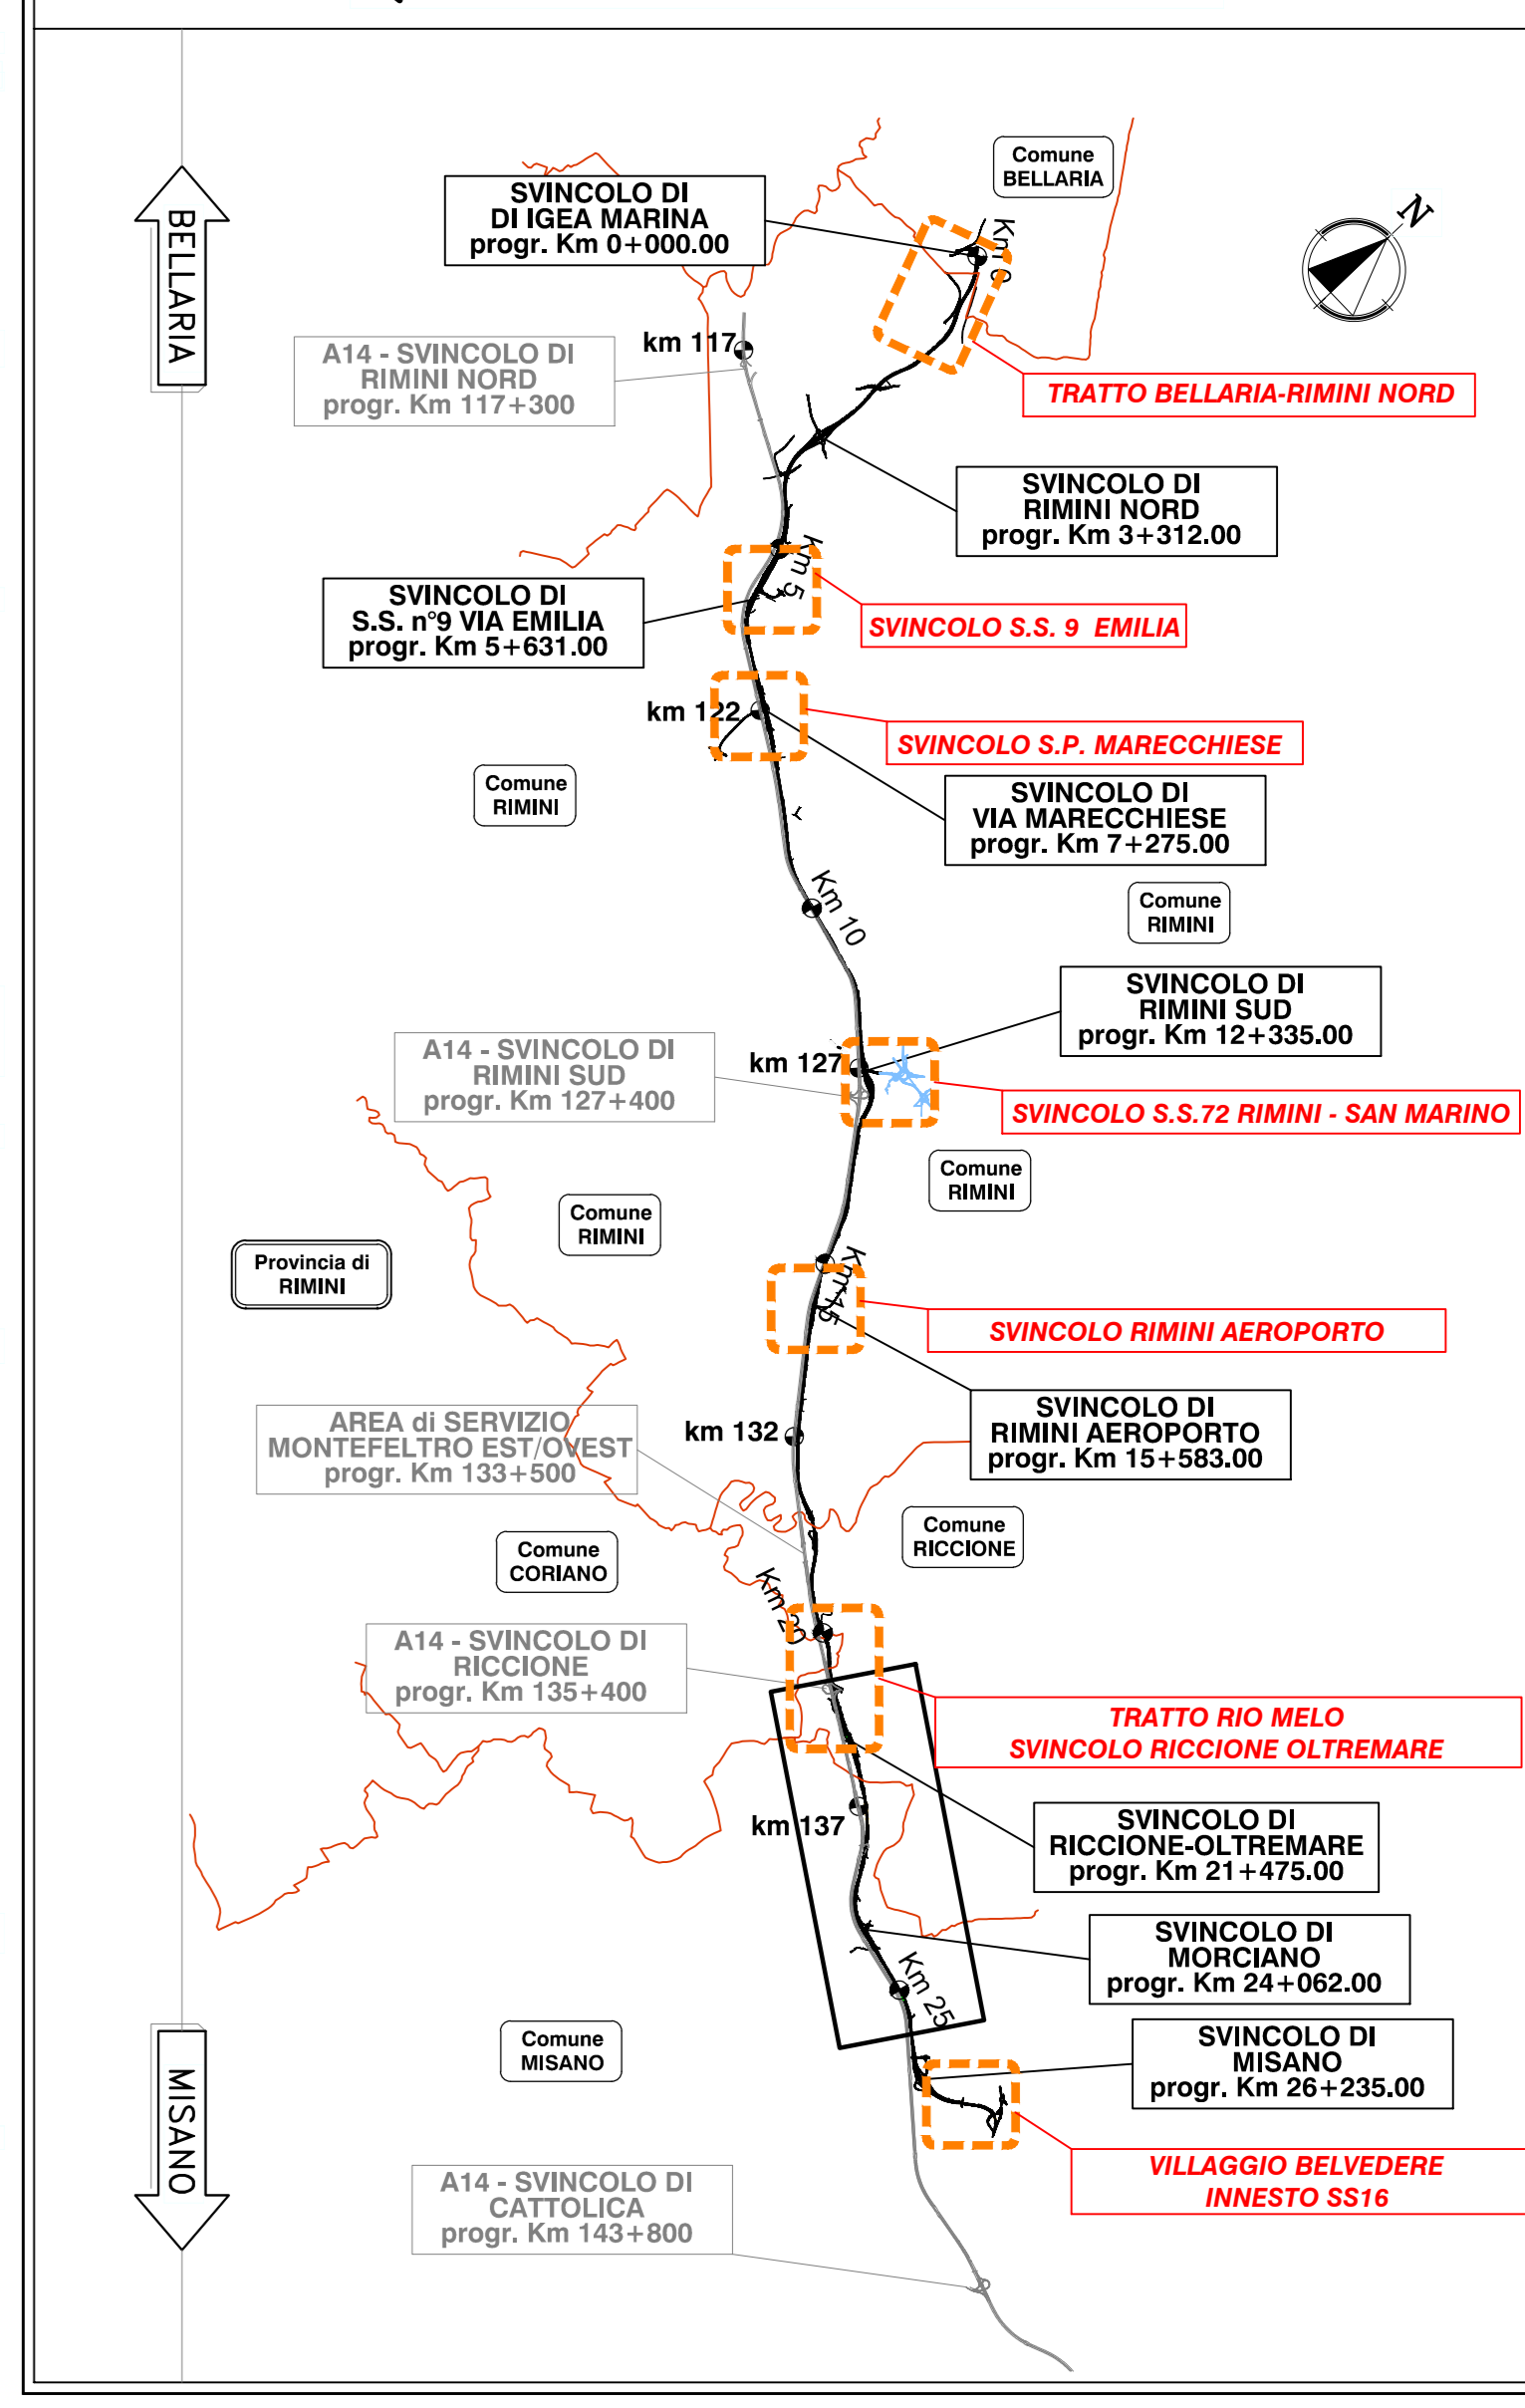 Comune
BELLARIA
SVINCOLO DI
DI IGEA MARINA
progr. Km 0+000.00
N
BELLARIA
Km 0
A14 - SVINCOLO DI
RIMINI NORD
progr. Km 117+300
km 117
TRATTO BELLARIA-RIMINI NORD
SVINCOLO DI
RIMINI NORD
progr. Km 3+312.00
Km 5
SVINCOLO DI
S.S. n°9 VIA EMILIA
progr. Km 5+631.00
SVINCOLO S.S. 9 EMILIA
km 122
SVINCOLO S.P. MARECCHIESE
Comune
RIMINI
SVINCOLO DI
VIA MARECCHIESE
progr. Km 7+275.00
Km 10
Comune
RIMINI
SVINCOLO DI
RIMINI SUD
progr. Km 12+335.00
A14 - SVINCOLO DI
RIMINI SUD
progr. Km 127+400
km 127
SVINCOLO S.S.72 RIMINI - SAN MARINO
Comune
RIMINI
Comune
RIMINI
Provincia di
RIMINI
Km 15
SVINCOLO RIMINI AEROPORTO
SVINCOLO DI
RIMINI AEROPORTO
progr. Km 15+583.00
AREA di SERVIZIO
MONTEFELTRO EST/OVEST
progr. Km 133+500
km 132
Comune
RICCIONE
Comune
CORIANO
Km 20
A14 - SVINCOLO DI
RICCIONE
progr. Km 135+400
TRATTO RIO MELO
SVINCOLO RICCIONE OLTREMARE
km 137
SVINCOLO DI
RICCIONE-OLTREMARE
progr. Km 21+475.00
SVINCOLO DI
MORCIANO
progr. Km 24+062.00
Km 25
Comune
MISANO
SVINCOLO DI
MISANO
progr. Km 26+235.00
MISANO
VILLAGGIO BELVEDERE
INNESTO SS16
A14 - SVINCOLO DI
CATTOLICA
progr. Km 143+800